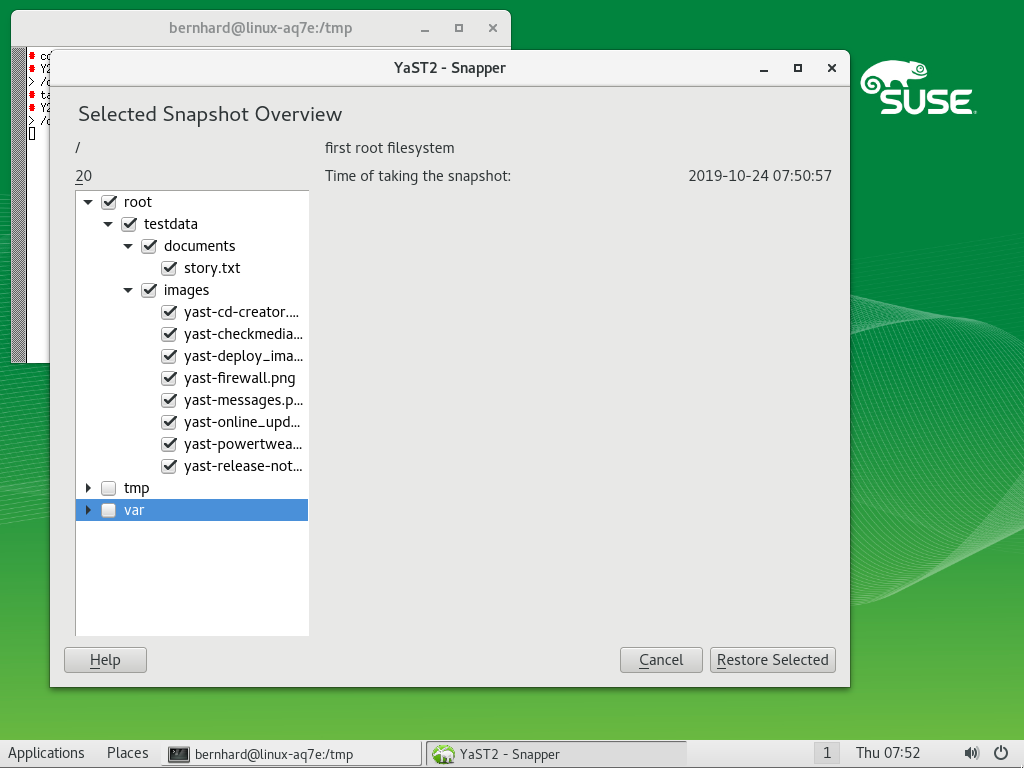 bernhard@linux-aq7e:/tmp
YaST2 - Snapper
SUSE
Selected Snapshot Overview
/
first root filesystem
20
Time of taking the snapshot:
2019-10-24 07:50:57
root
testdata
documents
story.txt
images
yast-cd-creator....
yast-checkmedia...
yast-deploy_ima...
yast-firewall.png
yast-messages.p...
yast-online_upd...
yast-powertwea...
yast-release-not...
tmp
var
Help
Cancel
Restore Selected
Applications
Places
bernhard@linux-aq7e:/tmp
YaST2 - Snapper
1
Thu 07:52